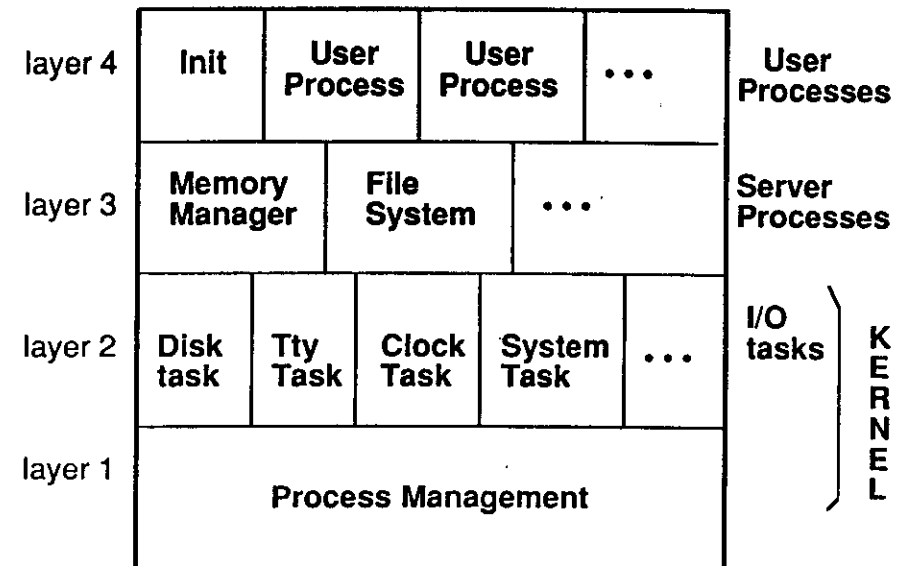 layer 4
Init
User
Process
User
Process
• • •
User
Processes
layer 3
Memory
Manager
File
System
• • •
Server
Processes
layer 2
Disk
task
Tty
Task
Clock
Task
System
Task
• • •
I/O
tasks
layer 1
Process Management
KERNEL